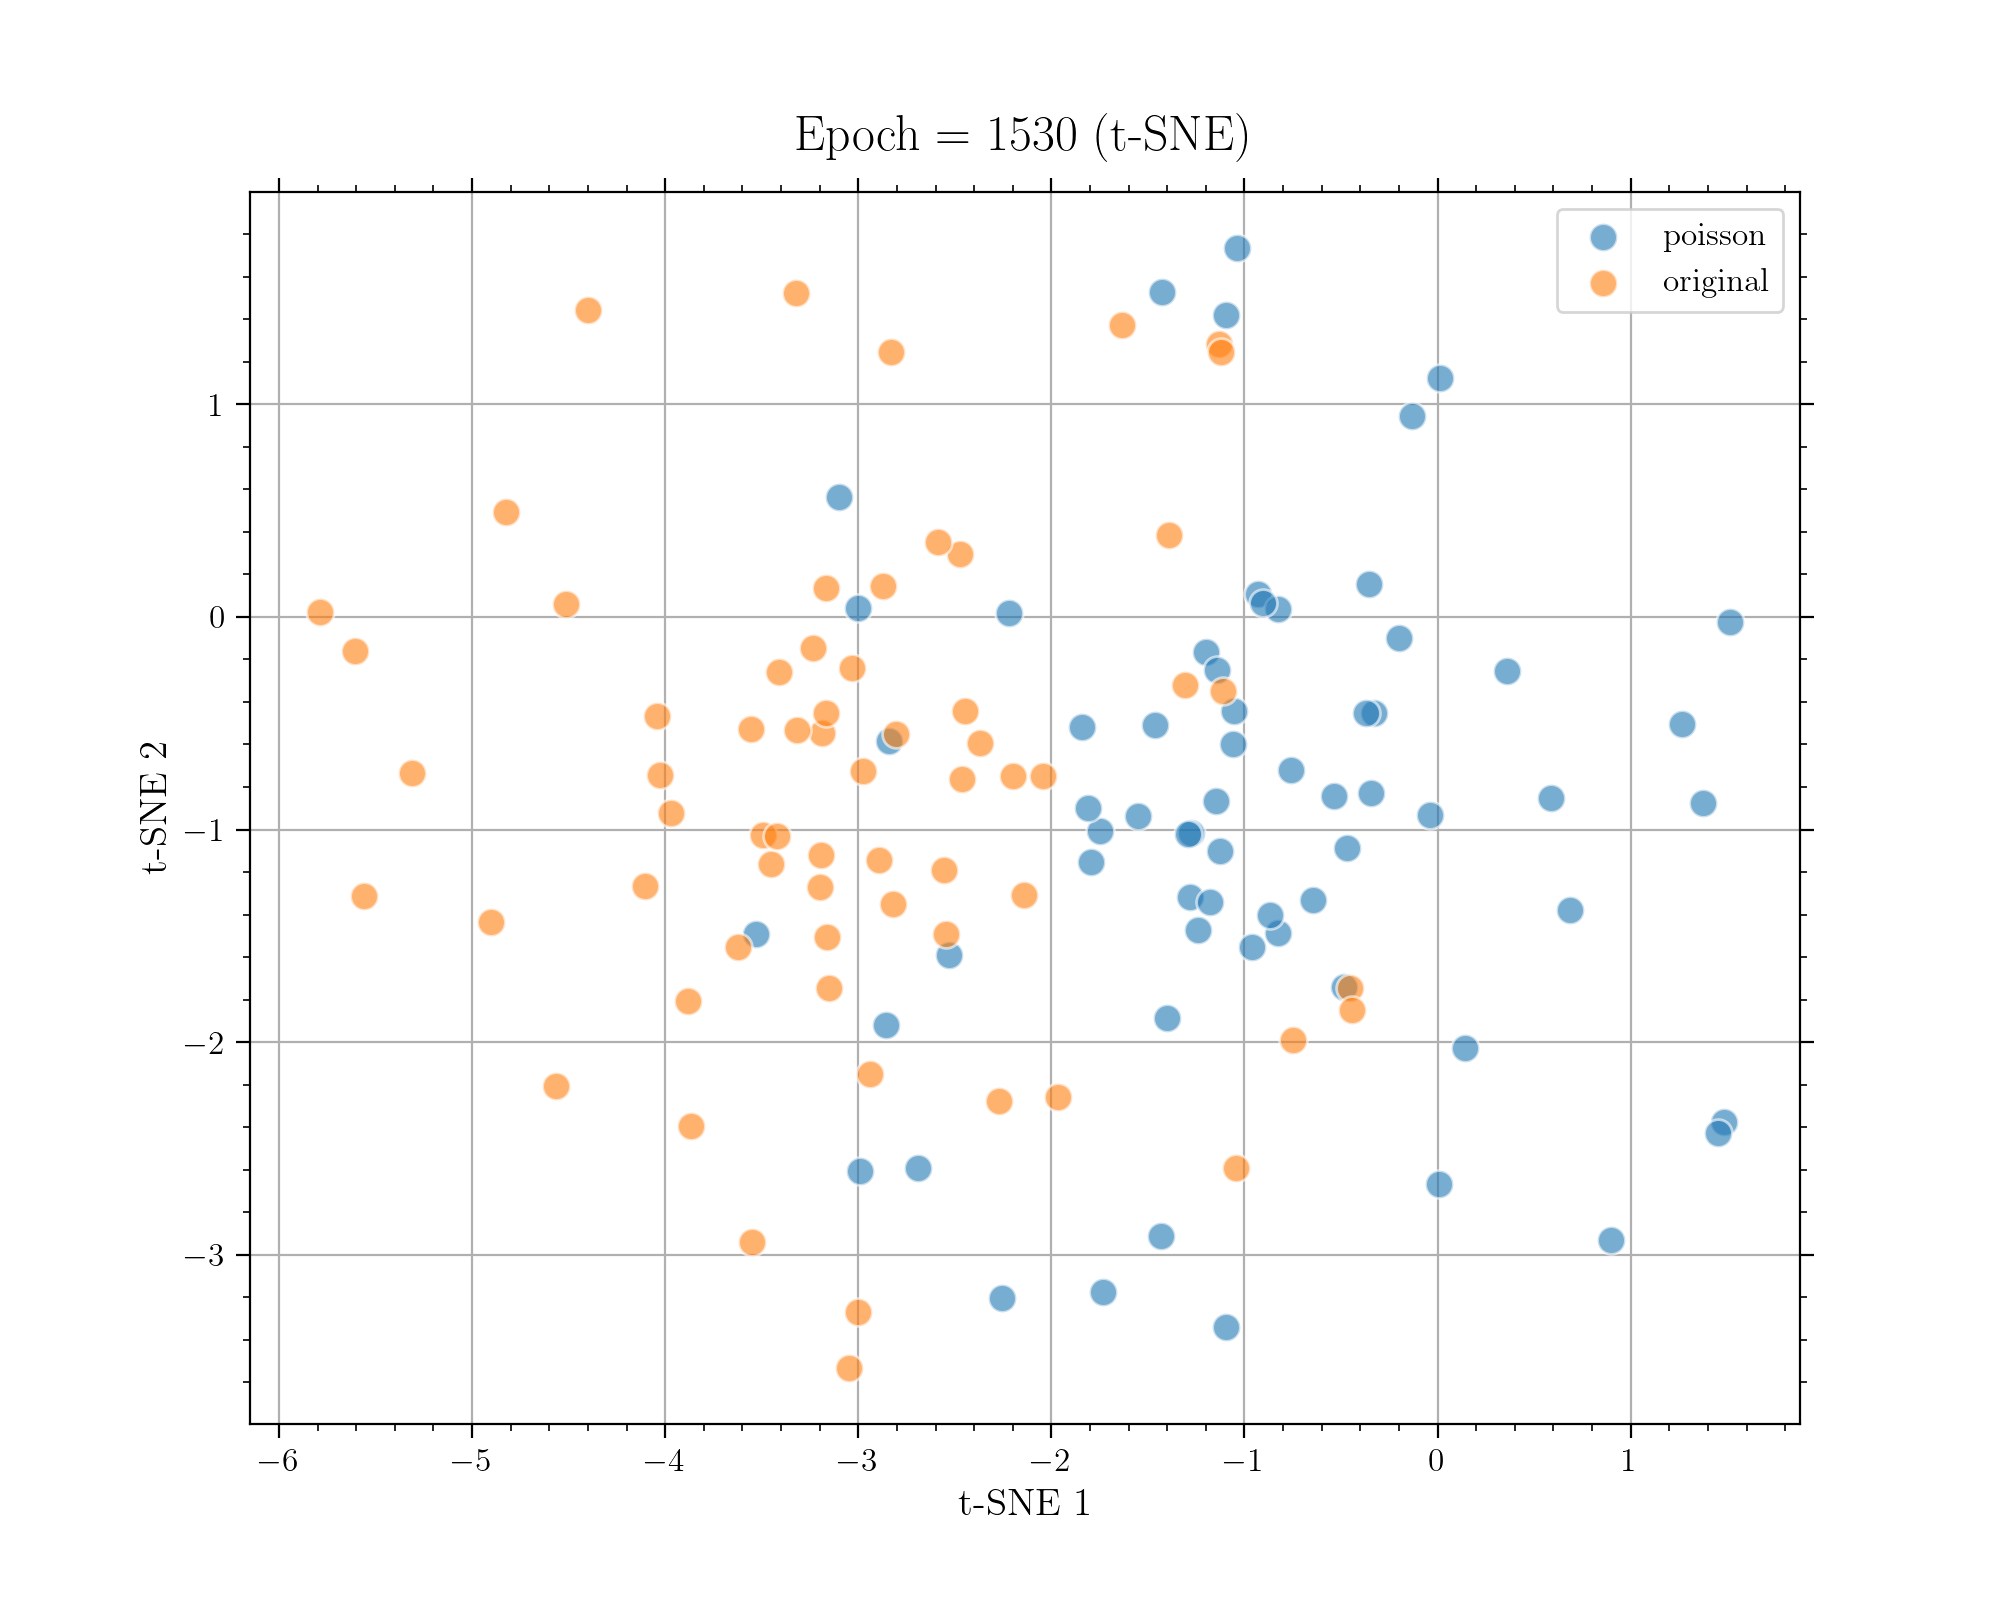 Epoch = 1530 (t-SNE)
poisson
original
1
0
−1
−2
−3
t-SNE 2
−6 −5 −4 −3 −2 −1 0 1
t-SNE 1